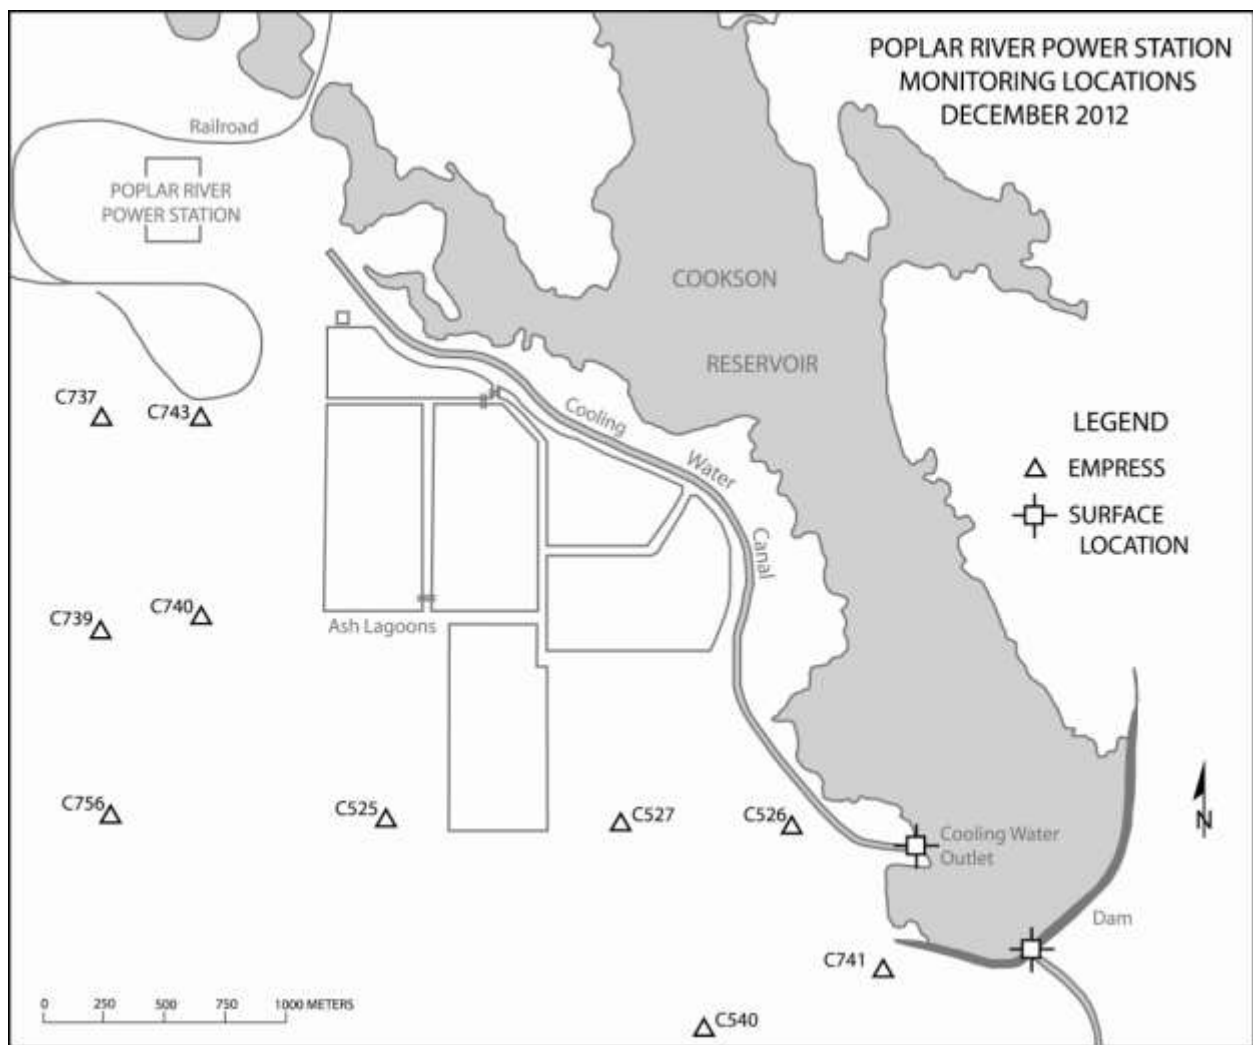 POPLAR RIVER POWER STATION
MONITORING LOCATIONS
DECEMBER 2012
Railroad
POPLAR RIVER
POWER STATION
COOKSON
RESERVOIR
C737
C743
Cooling
Water
Canal
LEGEND
EMPRESS
SURFACE
LOCATION
C739
C740
Ash Lagoons
C756
C525
C527
C526
N
Cooling Water
Outlet
Dam
C741
0 250 500 750 1000 METERS
C540